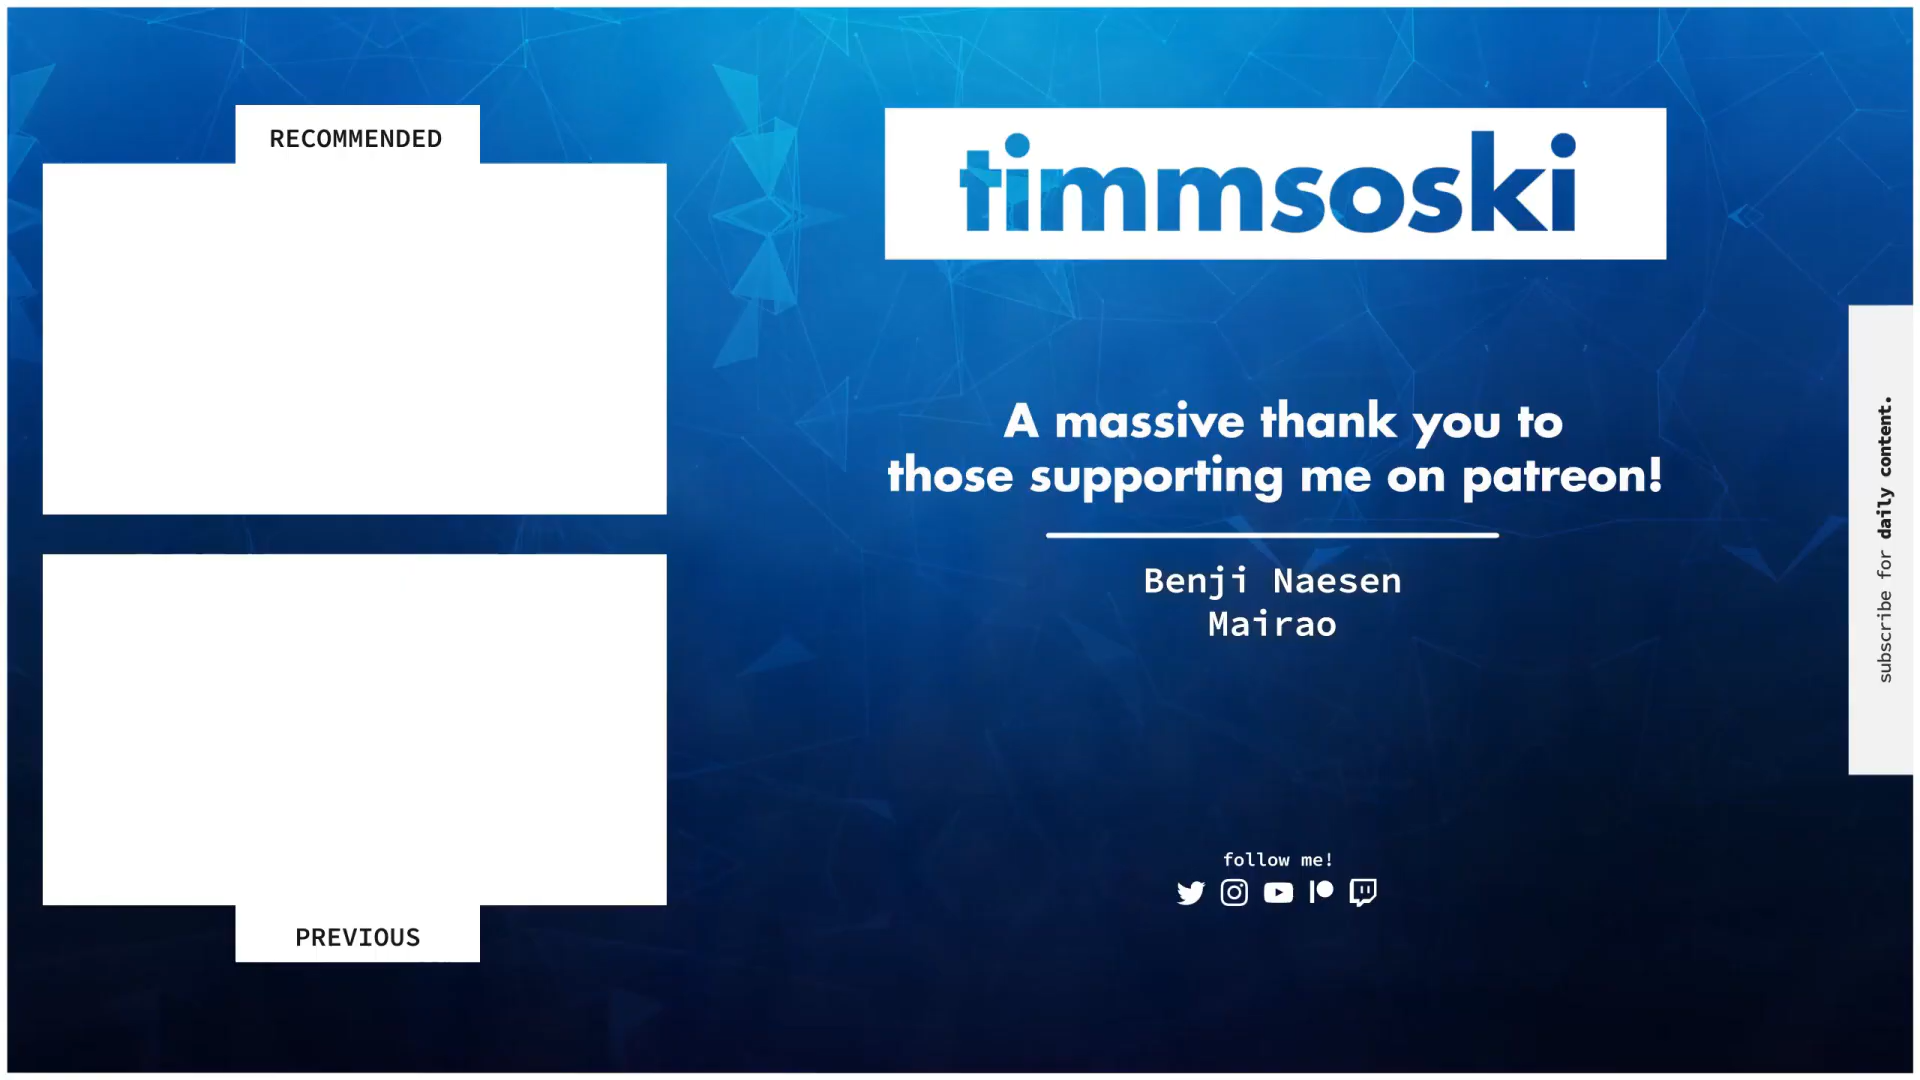 RECOMMENDED
PREVIOUS
timmsoski
A massive thank you to
those supporting me on patreon!
Benji Naesen
Mairao
follow me!
subscribe for daily content.